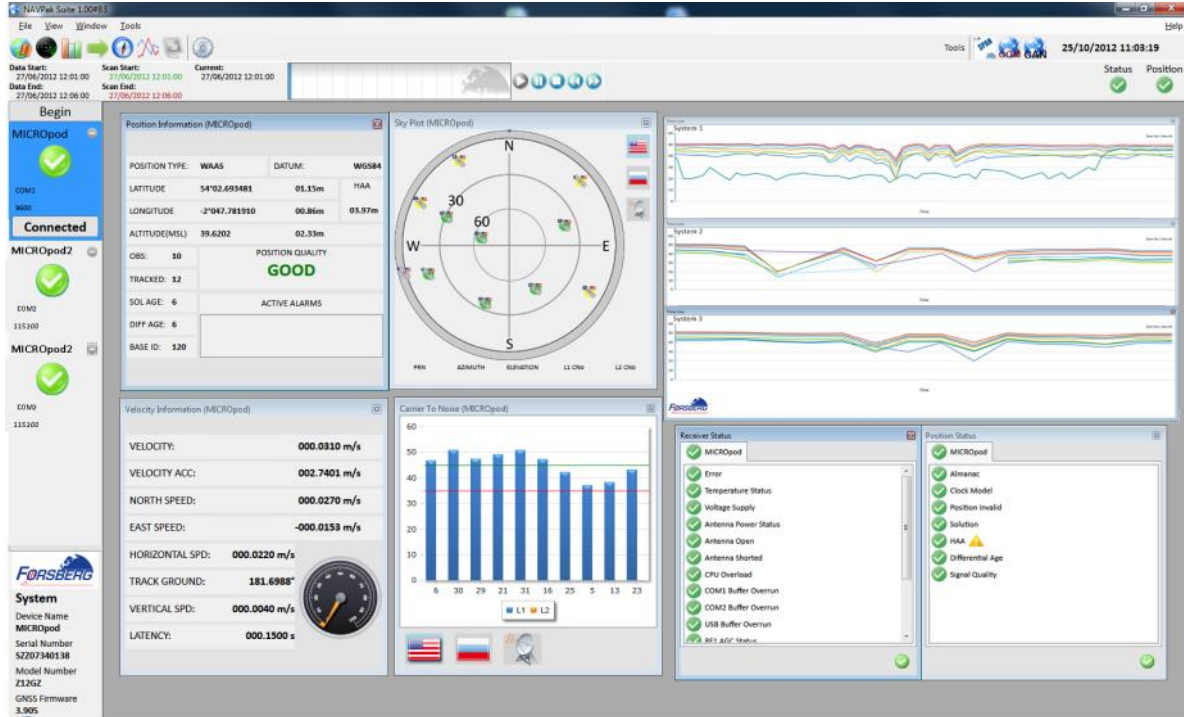 NAVPak Suite 1.00#83
File View Window Tools Help
Tools
25/10/2012 11:03:19
Data Start: Scan Start: Current:
27/06/2012 12:01:00 27/06/2012 12:01:00 27/06/2012 12:01:00
Data End: Scan End:
27/06/2012 12:06:00 27/06/2012 12:06:00
Status Position
Begin
MICROpod
COM1
9600
Connected
MICROpod2
COM2
115200
MICROpod2
115200
FORSBERG
System
Device Name
MICROpod
Serial Number
SZZ07340138
Model Number
Z12GZ
GNSS Firmware
3.905
Position Information (MICROpod)
POSITION TYPE: WAAS DATUM: WGS84
LATITUDE 54°02.693481 01.15m HAA
LONGITUDE -2°047.781910 00.86m 03.97m
ALTITUDE(MSL) 39.6202 02.33m
OBS: 10 POSITION QUALITY
GOOD
TRACKED: 12
SOL AGE: 6 ACTIVE ALARMS
DIFF AGE: 6
BASE ID: 120
Sky Plot (MICROpod)
N
30
60
W E
S
PRN AZIMUTH ELEVATION L1 CNo L2 CNo
Velocity Information (MICROpod)
VELOCITY: 000.0310 m/s
VELOCITY ACC: 002.7401 m/s
NORTH SPEED: 000.0270 m/s
EAST SPEED: -000.0153 m/s
HORIZONTAL SPD: 000.0220 m/s
TRACK GROUND: 181.6988°
VERTICAL SPD: 000.0040 m/s
LATENCY: 000.1500 s
Carrier To Noise (MICROpod)
60
50
40
30
20
10
0
6 30 29 21 31 16 25 5 13 23
L1 L2
System 1
Time
System 2
Time
System 3
Time
FORSBERG
Receiver Status
MICROpod
Error
Temperature Status
Voltage Supply
Antenna Power Status
Antenna Open
Antenna Shorted
CPU Overload
COM1 Buffer Overrun
COM2 Buffer Overrun
USB Buffer Overrun
RF1 AGC Status
Position Status
MICROpod
Almanac
Clock Model
Position Invalid
Solution
HAA
Differential Age
Signal Quality